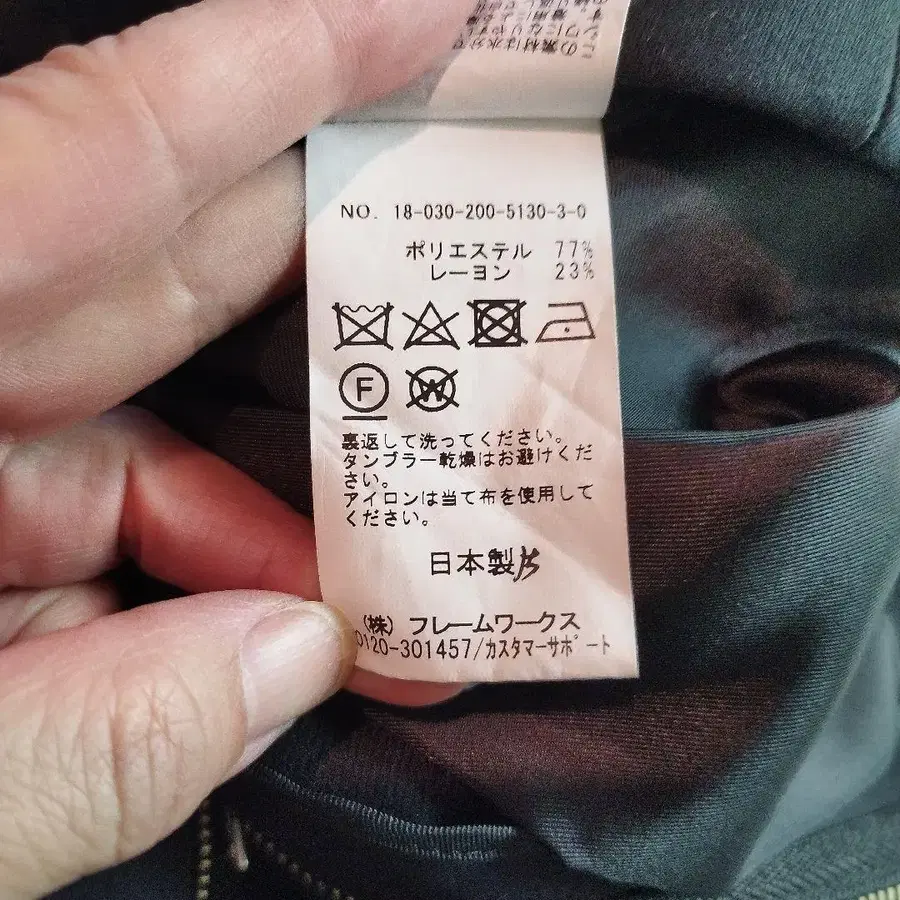 NO. 18-030-200-5130-3-0
ポリエステル 77%
レーヨン 23%
F
W
裏返して洗ってください。
タンブラー乾燥はお避けくだ
さい。
アイロンは当て布を使用して
ください。
日本製
(株) フレームワークス
0120-301457/カスタマーサポート